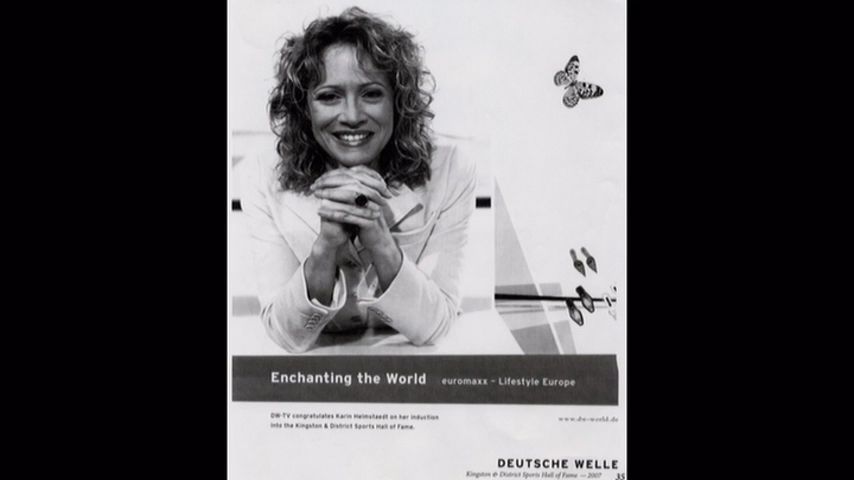 Enchanting the World euromaxx – Lifestyle Europe
DW-TV congratulates Karin Helmstaedt on her induction
into the Kingston & District Sports Hall of Fame.
www.dw-world.de
DEUTSCHE WELLE
Kingston & District Sports Hall of Fame — 2007 35